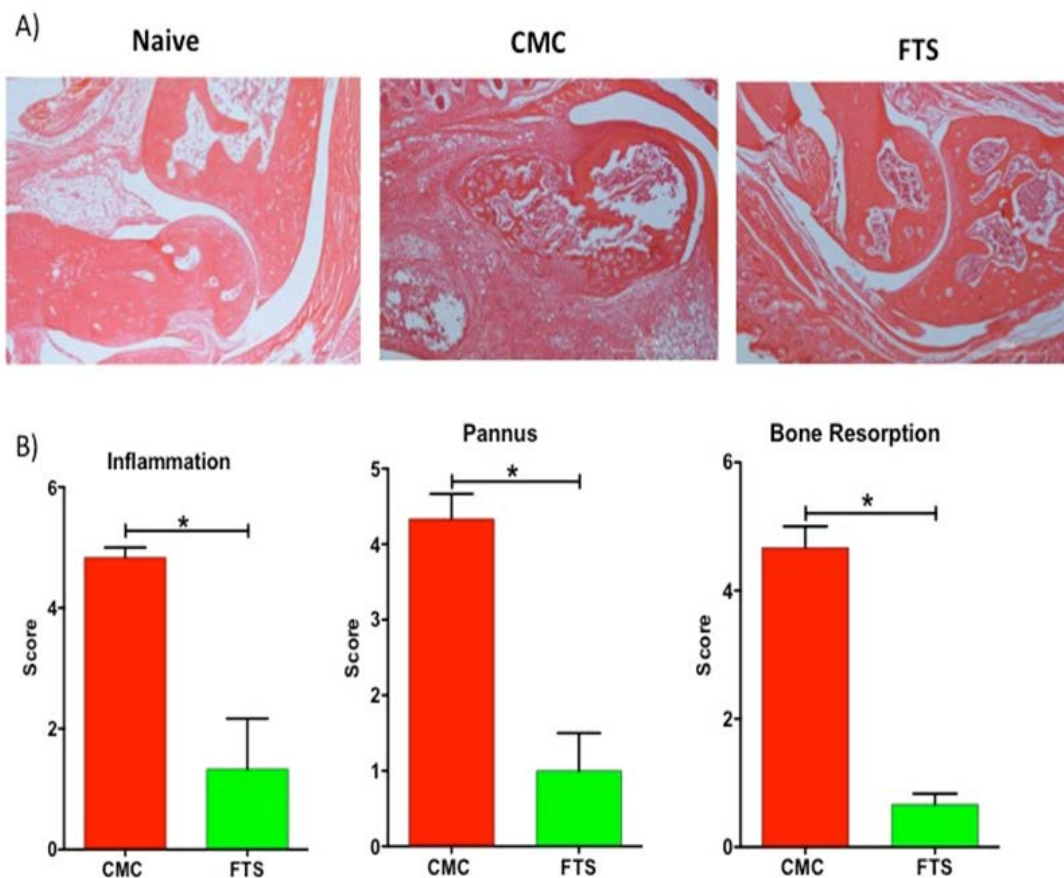 A)
Naive
CMC
FTS
B)
Inflammation
Score
6
4
2
0
*
CMC
FTS
Pannus
Score
5
4
3
2
1
0
*
CMC
FTS
Bone Resorption
Score
6
4
2
0
*
CMC
FTS